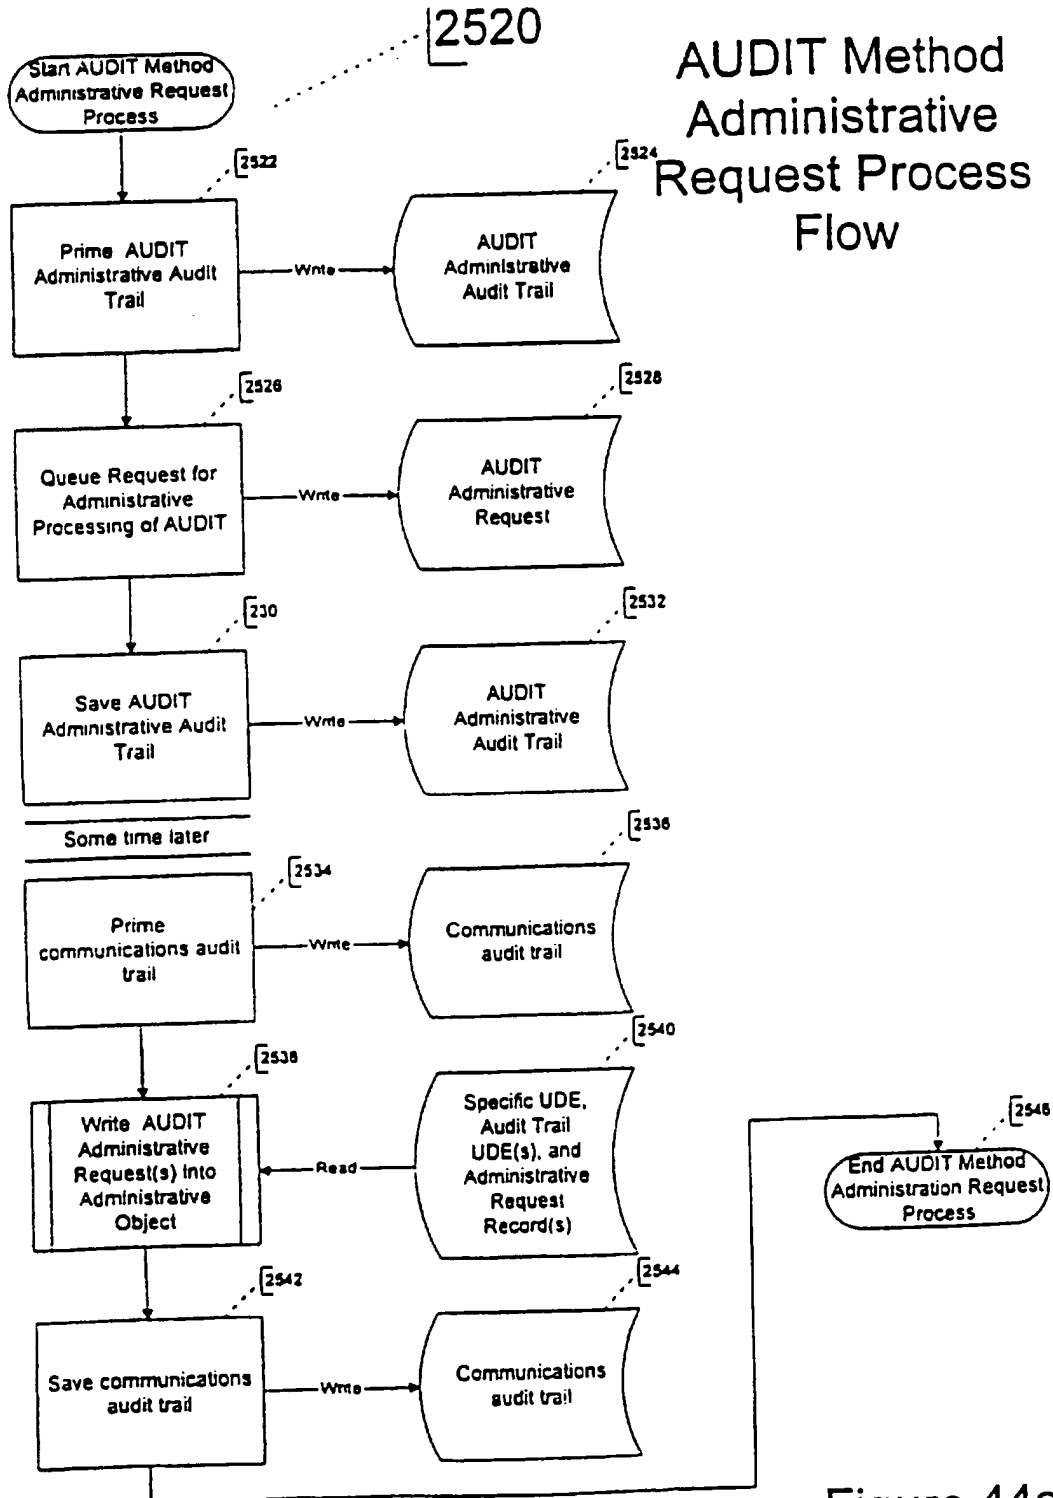 2520
AUDIT Method
Administrative
Request Process
Flow
Start AUDIT Method
Administrative Request
Process
2522
Prime AUDIT
Administrative Audit
Trail
Write
2524
AUDIT
Administrative
Audit Trail
2526
Queue Request for
Administrative
Processing of AUDIT
Write
2528
AUDIT
Administrative
Request
230
Save AUDIT
Administrative Audit
Trail
Write
2532
AUDIT
Administrative
Audit Trail
Some time later
2534
Prime
communications audit
trail
Write
2536
Communications
audit trail
2538
Write AUDIT
Administrative
Request(s) Into
Administrative
Object
Read
2540
Specific UDE,
Audit Trail
UDE(s), and
Administrative
Request
Record(s)
2542
Save communications
audit trail
Write
2544
Communications
audit trail
2546
End AUDIT Method
Administration Request
Process